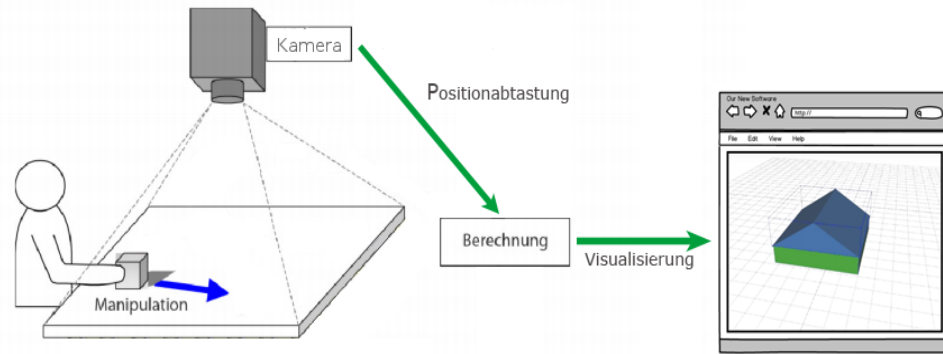 Kamera
Positionabtastung
Manipulation
Berechnung
Visualisierung
Our New Software
http://
File Edit View Help